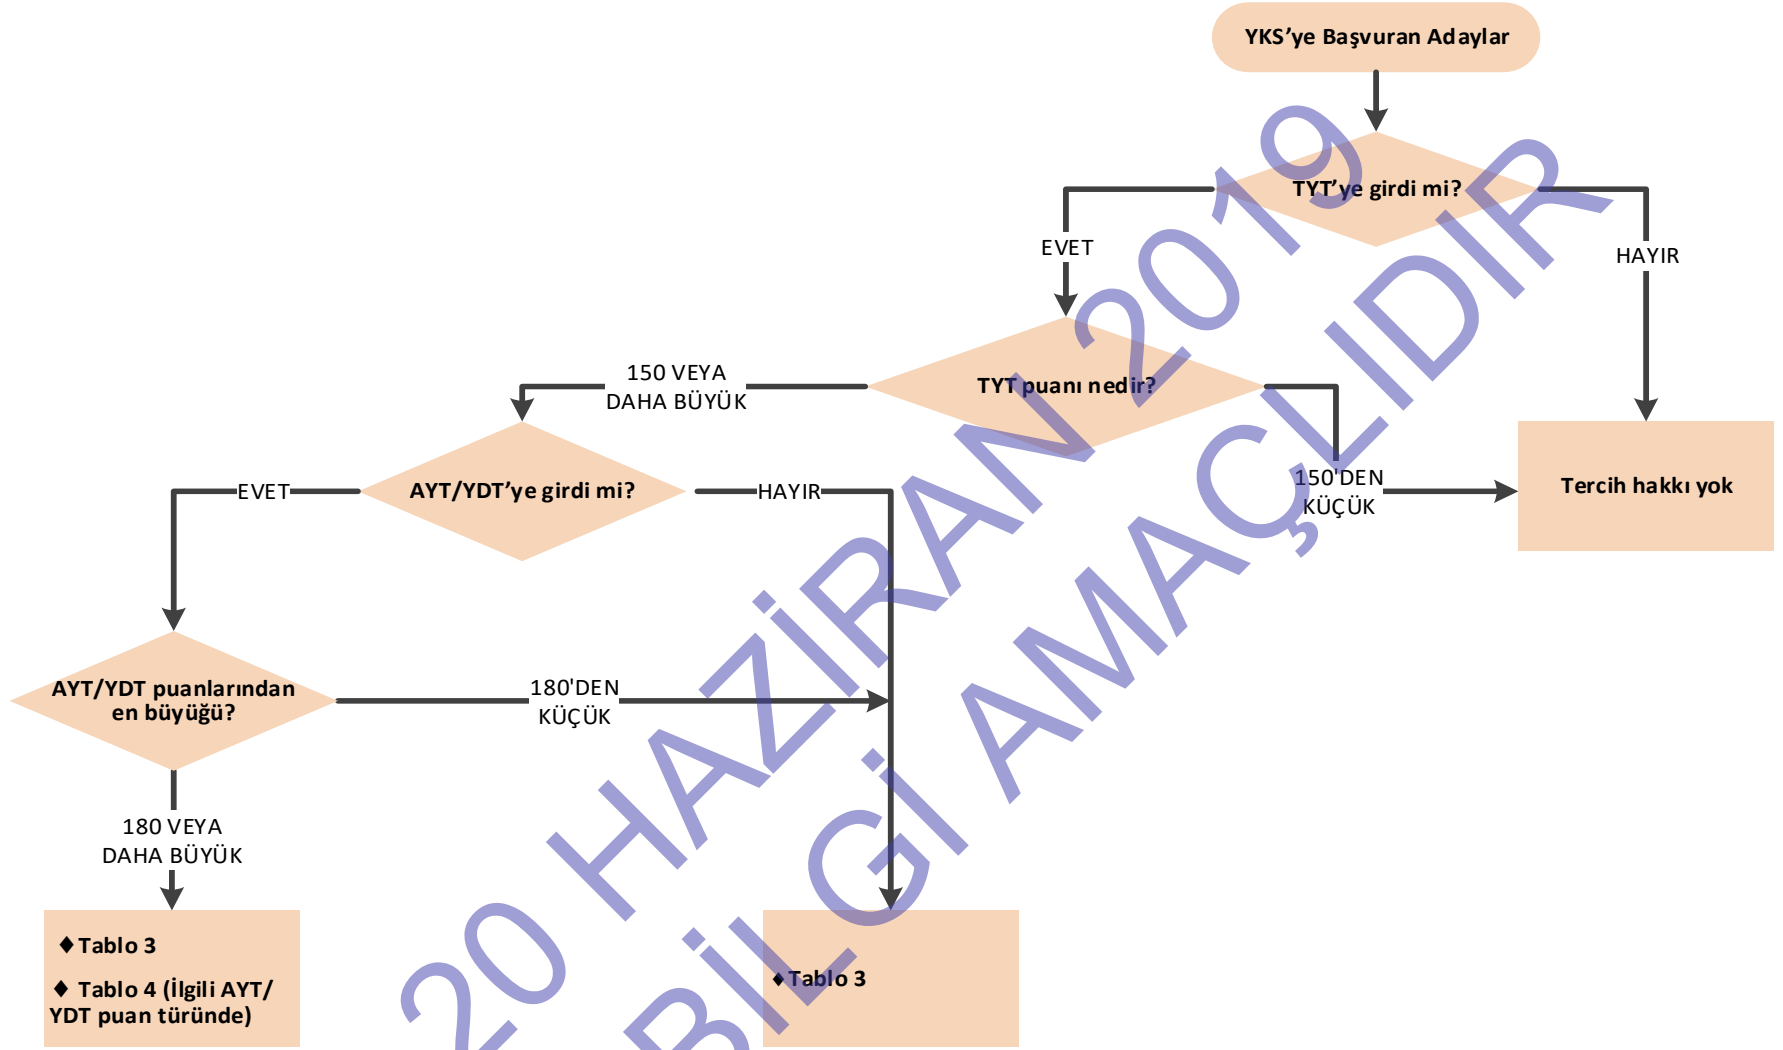 YKS’ye Başvuran Adaylar
TYT’ye girdi mi?
EVET
HAYIR
TYT puanı nedir?
150 VEYA
DAHA BÜYÜK
150'DEN
KÜÇÜK
Tercih hakkı yok
AYT/YDT’ye girdi mi?
EVET
HAYIR
AYT/YDT puanlarından
en büyüğü?
180'DEN
KÜÇÜK
180 VEYA
DAHA BÜYÜK
♦ Tablo 3
♦ Tablo 4 (İlgili AYT/
YDT puan türünde)
♦ Tablo 3
20 HAZİRAN 2019
BİLGİ AMAÇLIDIR